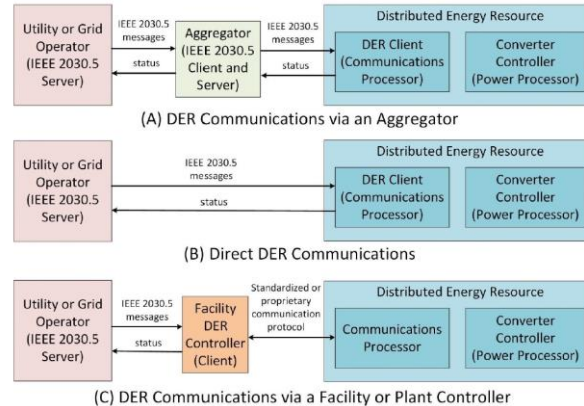 Utility or Grid
Operator
(IEEE 2030.5
Server)
IEEE 2030.5
messages
status
Aggregator
(IEEE 2030.5
Client and
Server)
IEEE 2030.5
messages
status
Distributed Energy Resource
DER Client
(Communications
Processor)
Converter
Controller
(Power Processor)
(A) DER Communications via an Aggregator
Utility or Grid
Operator
(IEEE 2030.5
Server)
IEEE 2030.5
messages
status
Distributed Energy Resource
DER Client
(Communications
Processor)
Converter
Controller
(Power Processor)
(B) Direct DER Communications
Utility or Grid
Operator
(IEEE 2030.5
Server)
IEEE 2030.5
messages
status
Facility
DER
Controller
(Client)
Standardized or
proprietary
communication
protocol
Distributed Energy Resource
Communications
Processor
Converter
Controller
(Power Processor)
(C) DER Communications via a Facility or Plant Controller